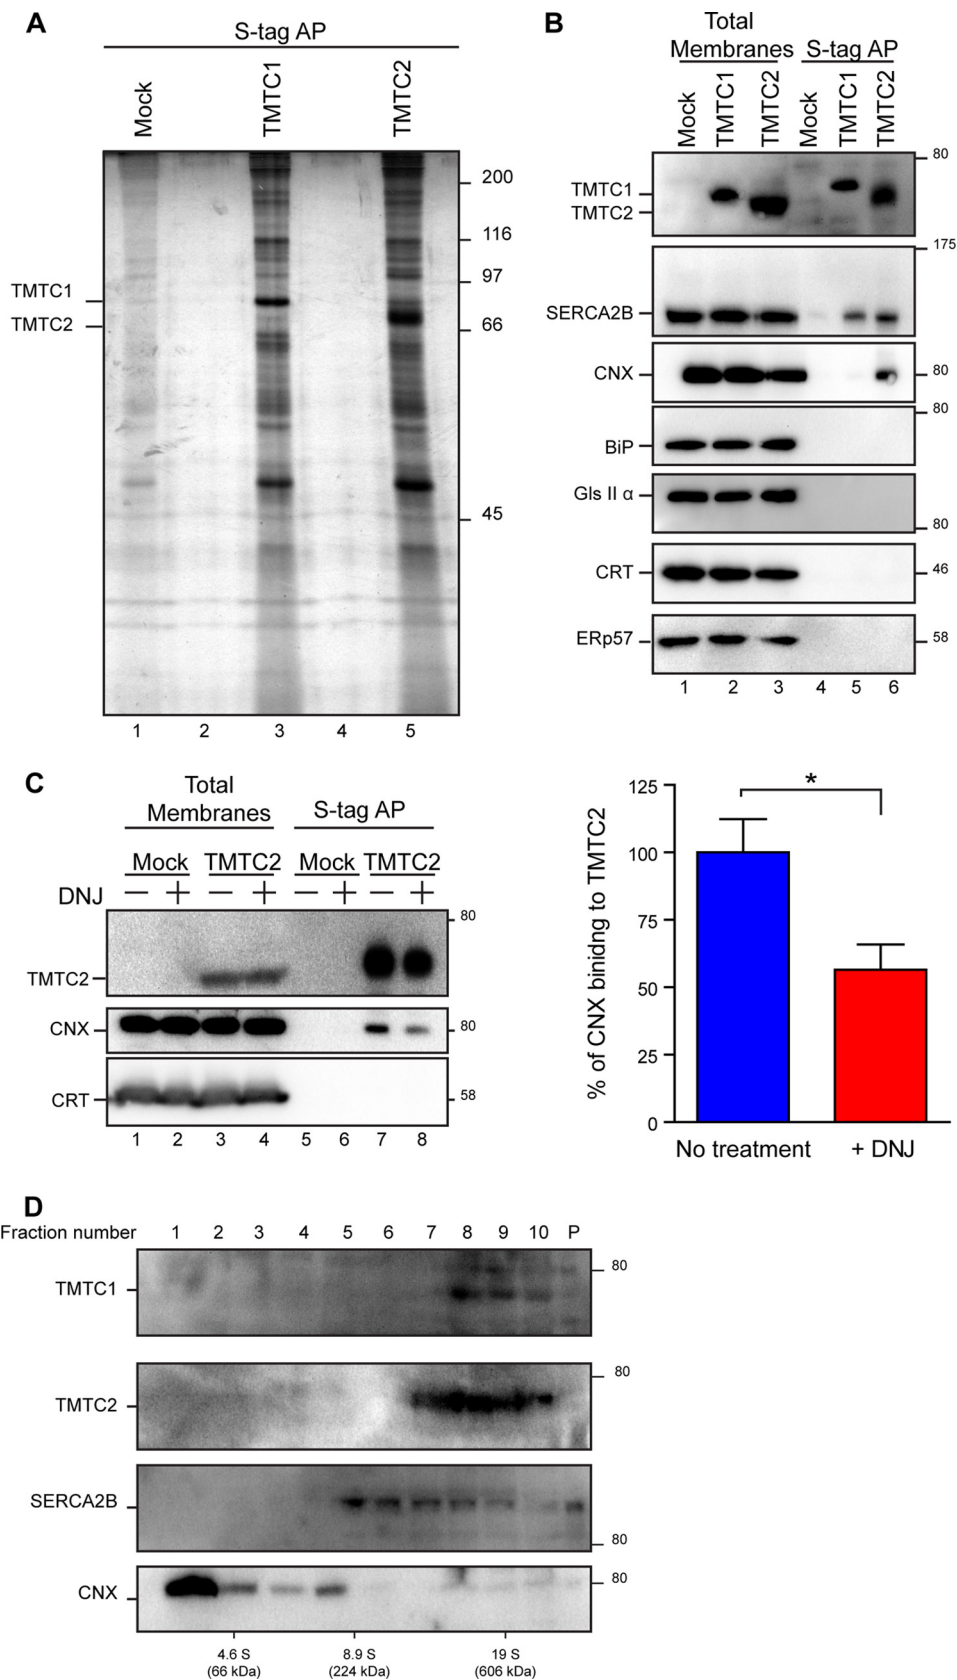 A
S-tag AP
Mock
TMTC1
TMTC2
200
116
97
TMTC1
TMTC2
66
45
1 2 3 4 5
B
Total
Membranes
S-tag AP
Mock
TMTC1
TMTC2
Mock
TMTC1
TMTC2
80
TMTC1
TMTC2
175
SERCA2B
CNX
80
80
BiP
Gls II α
80
CRT
46
ERp57
58
1 2 3 4 5 6
C
Total
Membranes
S-tag AP
Mock TMTC2 Mock TMTC2
DNJ − + − + − + − +
80
TMTC2
CNX
80
CRT
58
1 2 3 4 5 6 7 8
% of CNX binidng to TMTC2
125
100
75
50
25
0
*
No treatment + DNJ
D
Fraction number 1 2 3 4 5 6 7 8 9 10 P
80
TMTC1
80
TMTC2
SERCA2B
80
80
CNX
4.6 S 8.9 S 19 S
(66 kDa) (224 kDa) (606 kDa)